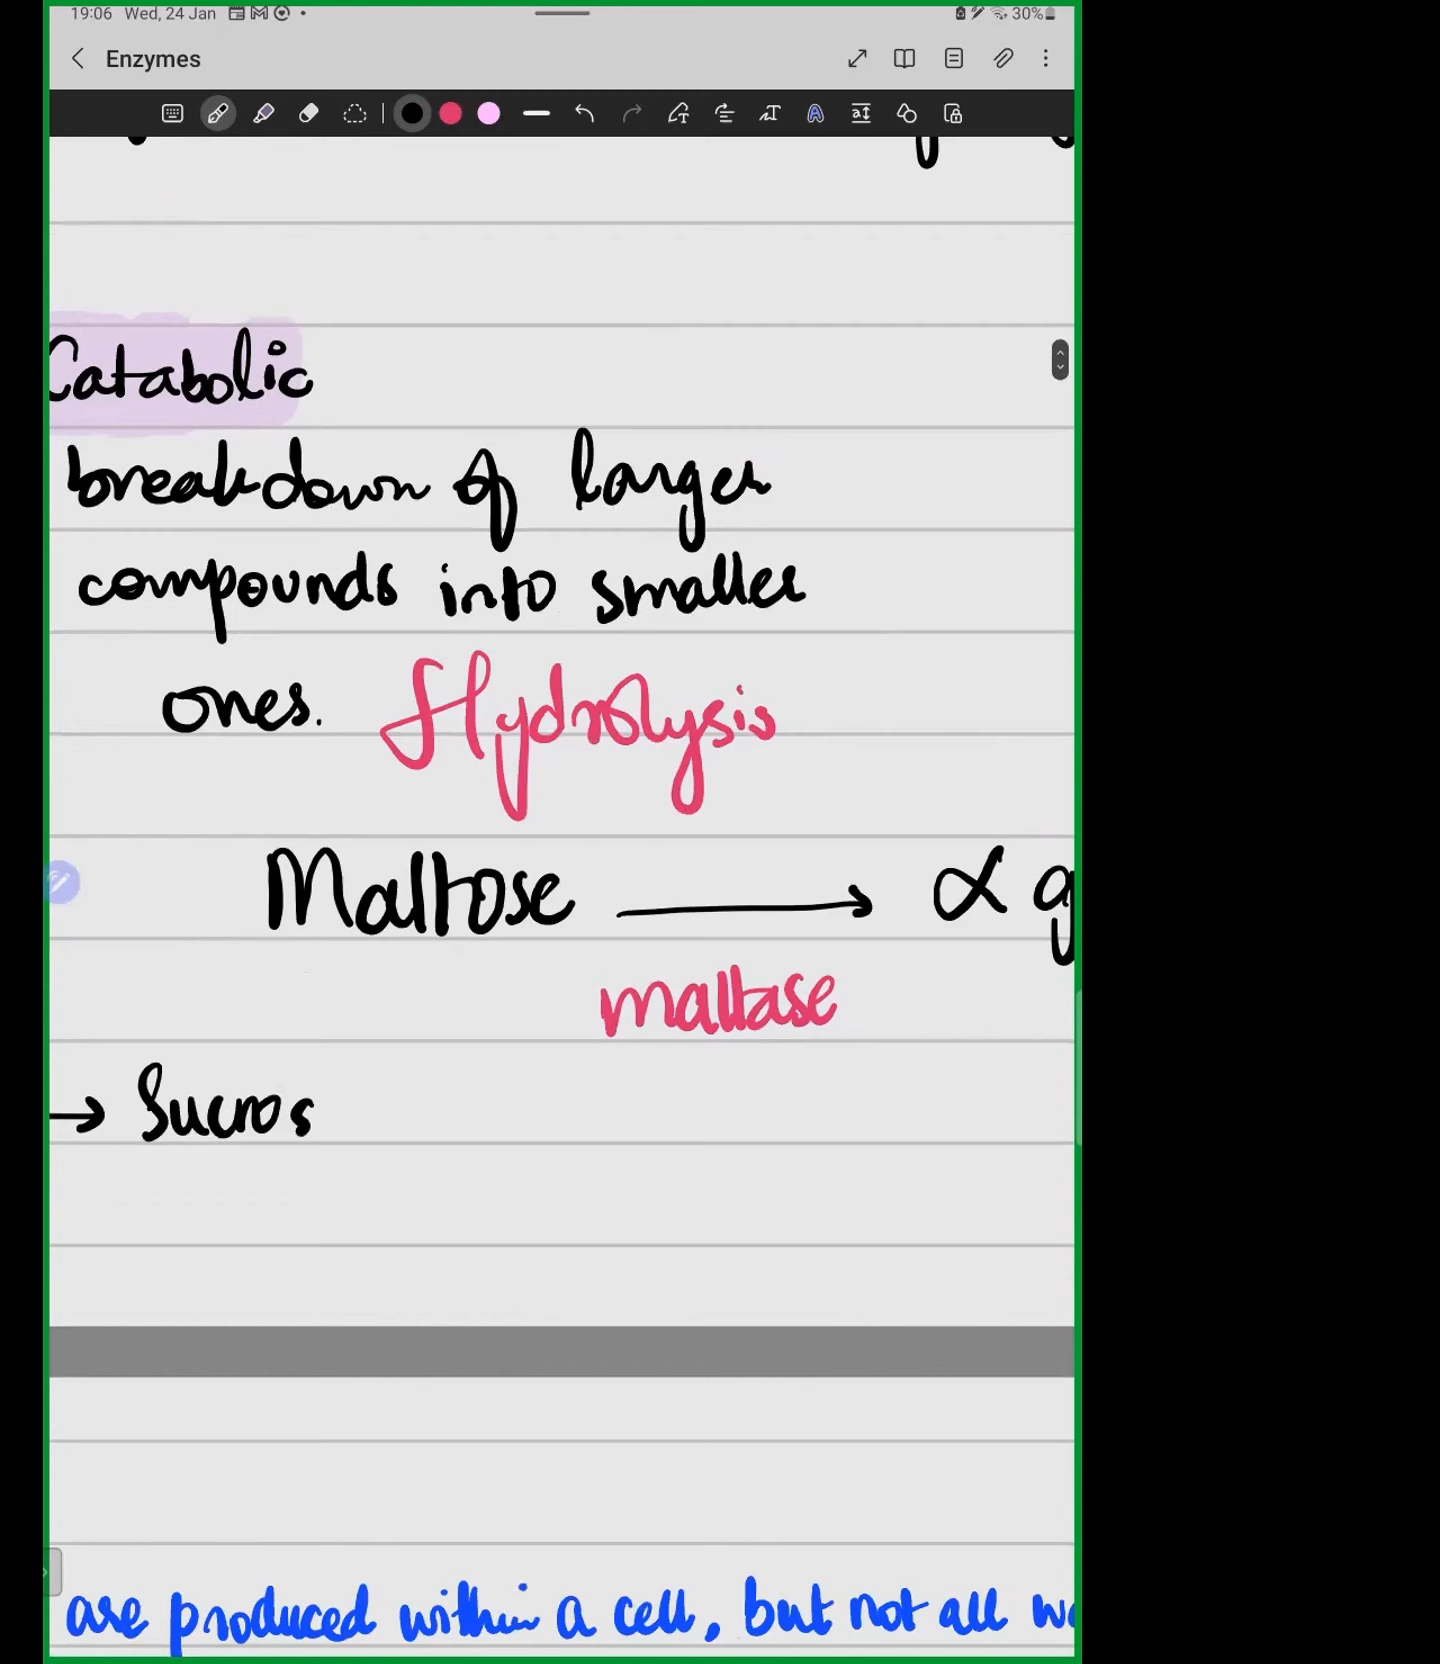 19:06 Wed, 24 Jan 30%
Enzymes
Catabolic
breakdown of larger
compounds into smaller
ones. Hydrolysis
Maltose → α g
maltase
→ Sucros
are produced within a cell, but not all wo